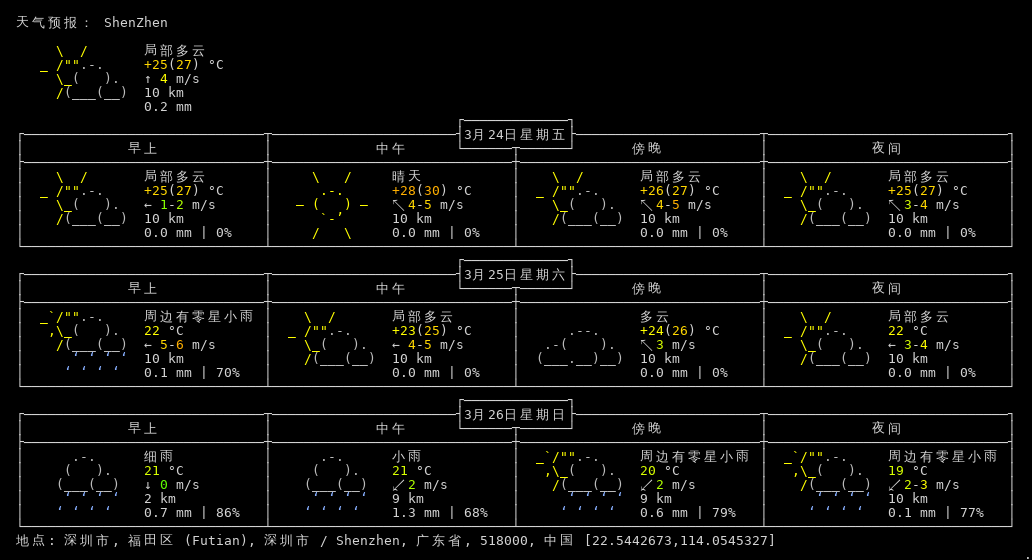 天气预报： ShenZhen
局部多云
+25(27) °C
↑ 4 m/s
10 km
0.2 mm
3月24日星期五
早上 中午 傍晚 夜间
局部多云 晴天 局部多云 局部多云
+25(27) °C +28(30) °C +26(27) °C +25(27) °C
← 1-2 m/s ↖ 4-5 m/s ↖ 4-5 m/s ↖ 3-4 m/s
10 km 10 km 10 km 10 km
0.0 mm | 0% 0.0 mm | 0% 0.0 mm | 0% 0.0 mm | 0%
3月25日星期六
早上 中午 傍晚 夜间
周边有零星小雨 局部多云 多云 局部多云
22 °C +23(25) °C +24(26) °C 22 °C
← 5-6 m/s ← 4-5 m/s ↖ 3 m/s ← 3-4 m/s
10 km 10 km 10 km 10 km
0.1 mm | 70% 0.0 mm | 0% 0.0 mm | 0% 0.0 mm | 0%
3月26日星期日
早上 中午 傍晚 夜间
细雨 小雨 周边有零星小雨 周边有零星小雨
21 °C 21 °C 20 °C 19 °C
↓ 0 m/s ↙ 2 m/s ↙ 2 m/s ↙ 2-3 m/s
2 km 9 km 9 km 10 km
0.7 mm | 86% 1.3 mm | 68% 0.6 mm | 79% 0.1 mm | 77%
地点: 深圳市, 福田区 (Futian), 深圳市 / Shenzhen, 广东省, 518000, 中国 [22.5442673,114.0545327]